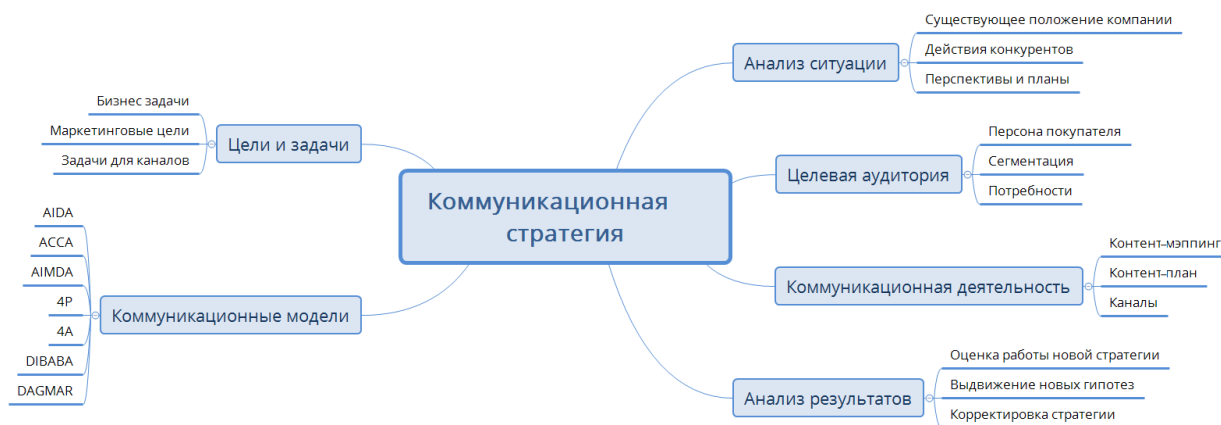 Коммуникационная
стратегия
Анализ ситуации
Существующее положение компании
Действия конкурентов
Перспективы и планы
Целевая аудитория
Персона покупателя
Сегментация
Потребности
Коммуникационная деятельность
Контент-мэппинг
Контент-план
Каналы
Анализ результатов
Оценка работы новой стратегии
Выдвижение новых гипотез
Корректировка стратегии
Цели и задачи
Бизнес задачи
Маркетинговые цели
Задачи для каналов
Коммуникационные модели
AIDA
ACCA
AIMDA
4P
4A
DIBABA
DAGMAR